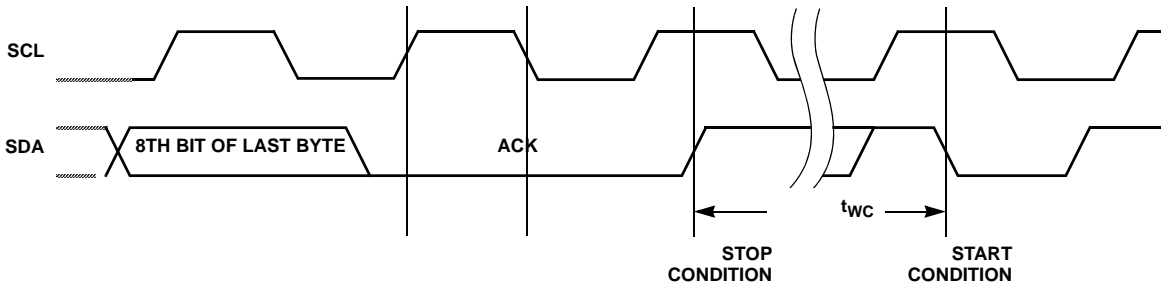 SCL
SDA
8TH BIT OF LAST BYTE
ACK
tWC
STOP
CONDITION
START
CONDITION